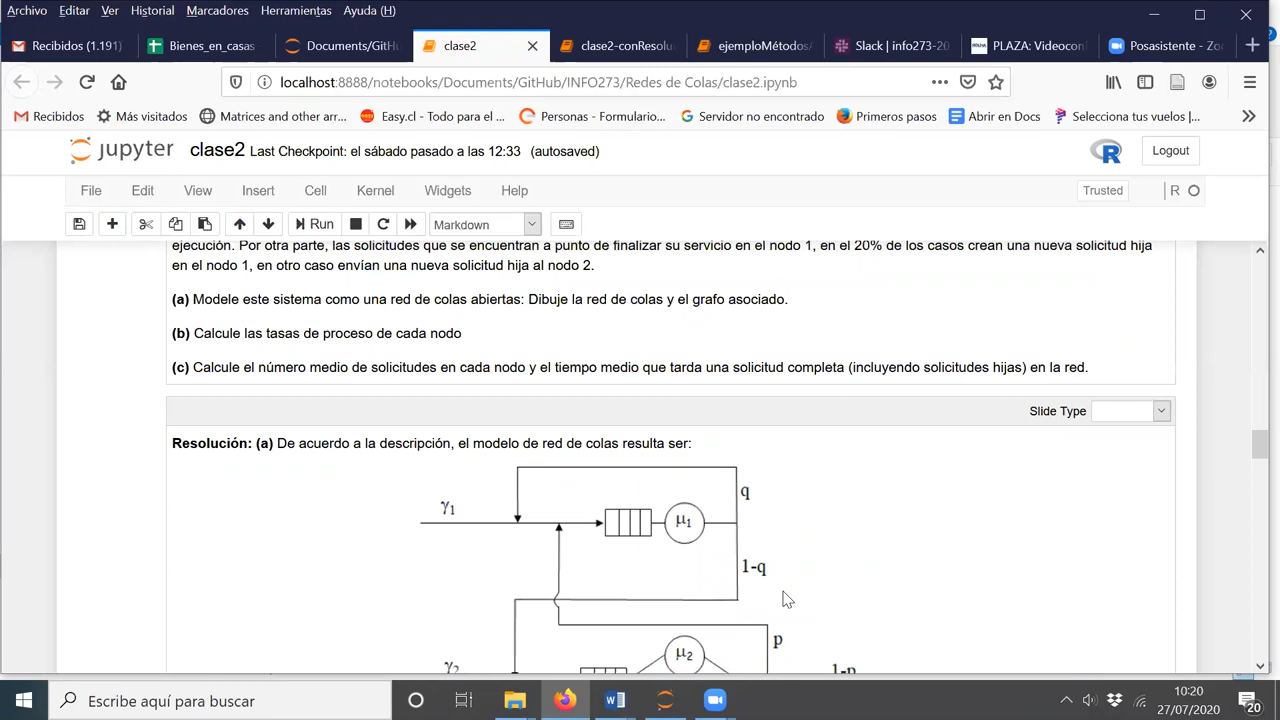 Archivo Editar Ver Historial Marcadores Herramientas Ayuda (H)
Recibidos (1.191) Bienes_en_casas Documents/GitHu clase2 clase2-conResolu ejemploMétodos/ Slack | info273-20 PLAZA: Videoconf Posasistente - Zoo
localhost:8888/notebooks/Documents/GitHub/INFO273/Redes de Colas/clase2.ipynb
Recibidos Más visitados Matrices and other arr... Easy.cl - Todo para el ... Personas - Formulario... Servidor no encontrado Primeros pasos Abrir en Docs Selecciona tus vuelos |...
jupyter clase2 Last Checkpoint: el sábado pasado a las 12:33 (autosaved) Logout
File Edit View Insert Cell Kernel Widgets Help Trusted R
Run Markdown
ejecución. Por otra parte, las solicitudes que se encuentran a punto de finalizar su servicio en el nodo 1, en el 20% de los casos crean una nueva solicitud hija
en el nodo 1, en otro caso envían una nueva solicitud hija al nodo 2.
(a) Modele este sistema como una red de colas abiertas: Dibuje la red de colas y el grafo asociado.
(b) Calcule las tasas de proceso de cada nodo
(c) Calcule el número medio de solicitudes en cada nodo y el tiempo medio que tarda una solicitud completa (incluyendo solicitudes hijas) en la red.
Slide Type
Resolución: (a) De acuerdo a la descripción, el modelo de red de colas resulta ser:
q
γ1
μ1
1-q
p
μ2
γ2
1-p
Escribe aquí para buscar
10:20
27/07/2020
20